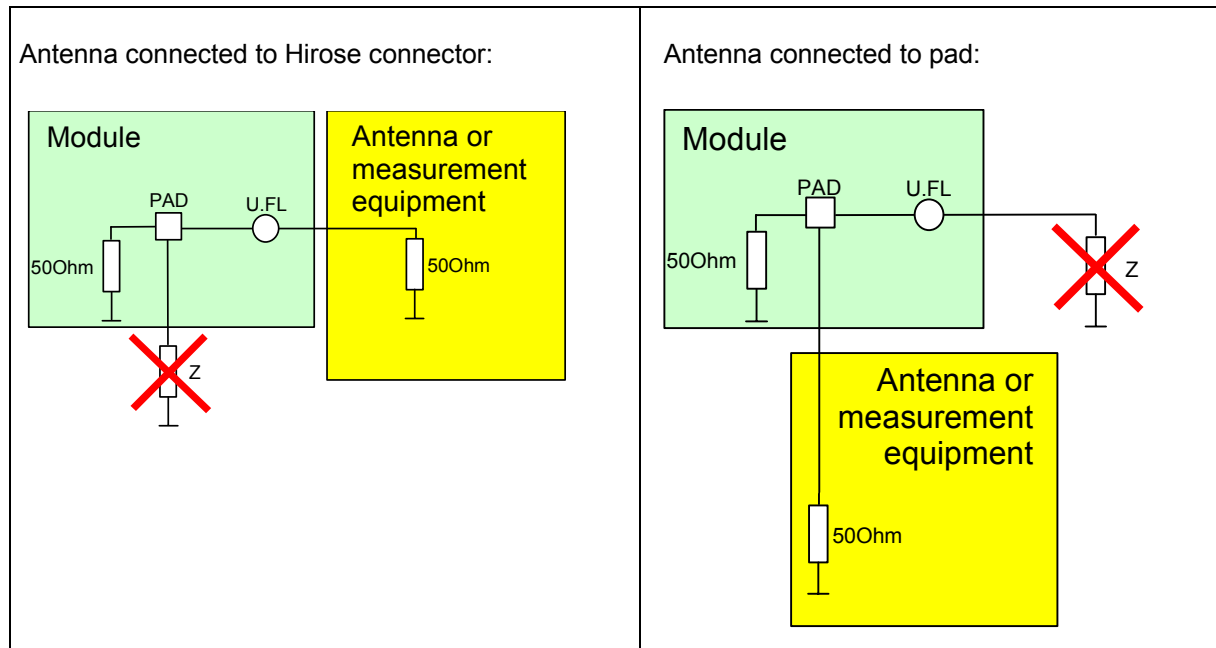 Antenna connected to Hirose connector:
Module
PAD
U.FL
50Ohm
Z
Antenna or
measurement
equipment
50Ohm
Antenna connected to pad:
Module
PAD
U.FL
50Ohm
Z
Antenna or
measurement
equipment
50Ohm